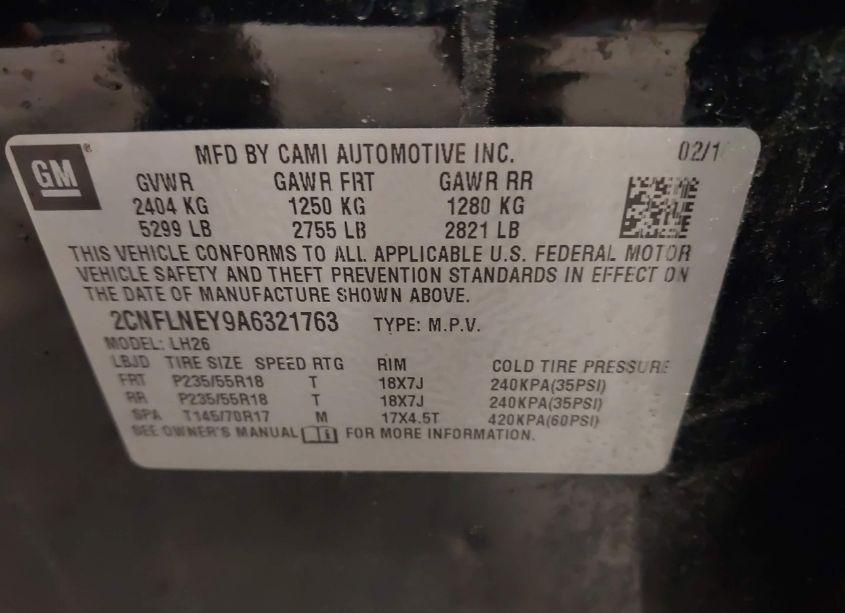 GM®
MFD BY CAMI AUTOMOTIVE INC. 02/1
GVWR GAWR FRT GAWR RR
2404 KG 1250 KG 1280 KG
5299 LB 2755 LB 2821 LB
THIS VEHICLE CONFORMS TO ALL APPLICABLE U.S. FEDERAL MOTOR
VEHICLE SAFETY AND THEFT PREVENTION STANDARDS IN EFFECT ON
THE DATE OF MANUFACTURE SHOWN ABOVE.
2CNFLNEY9A6321763 TYPE: M.P.V.
MODEL: LH26
LBJD TIRE SIZE SPEED RTG RIM COLD TIRE PRESSURE
FRT P235/55R18 T 18X7J 240KPA(35PSI)
RR P235/55R18 T 18X7J 240KPA(35PSI)
SPA T145/70R17 M 17X4.5T 420KPA(60PSI)
SEE OWNER'S MANUAL FOR MORE INFORMATION.